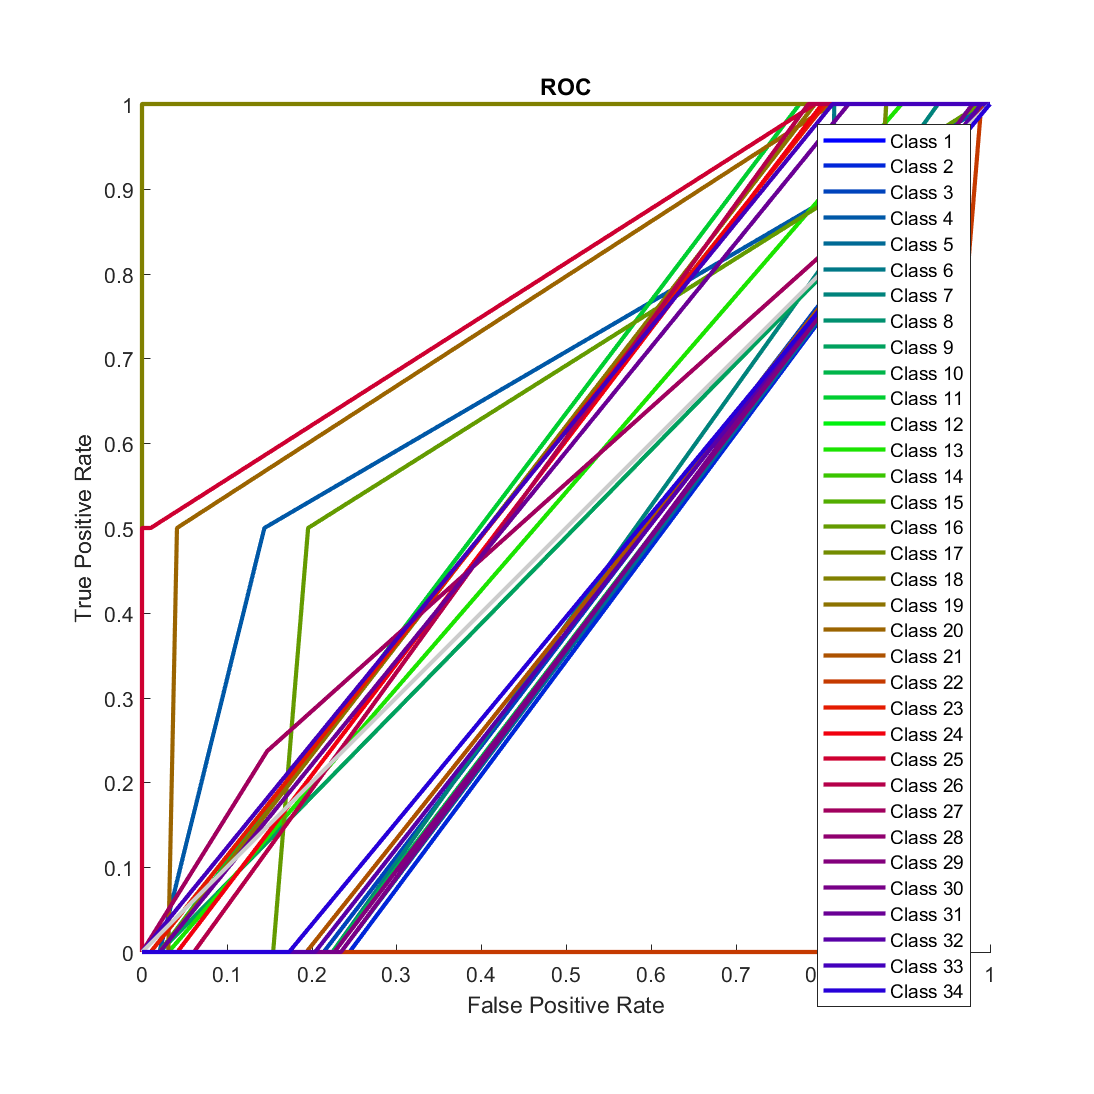 ROC
True Positive Rate
1
0.9
0.8
0.7
0.6
0.5
0.4
0.3
0.2
0.1
0
Class 1
Class 2
Class 3
Class 4
Class 5
Class 6
Class 7
Class 8
Class 9
Class 10
Class 11
Class 12
Class 13
Class 14
Class 15
Class 16
Class 17
Class 18
Class 19
Class 20
Class 21
Class 22
Class 23
Class 24
Class 25
Class 26
Class 27
Class 28
Class 29
Class 30
Class 31
Class 32
Class 33
Class 34
0 0.1 0.2 0.3 0.4 0.5 0.6 0.7 1
False Positive Rate